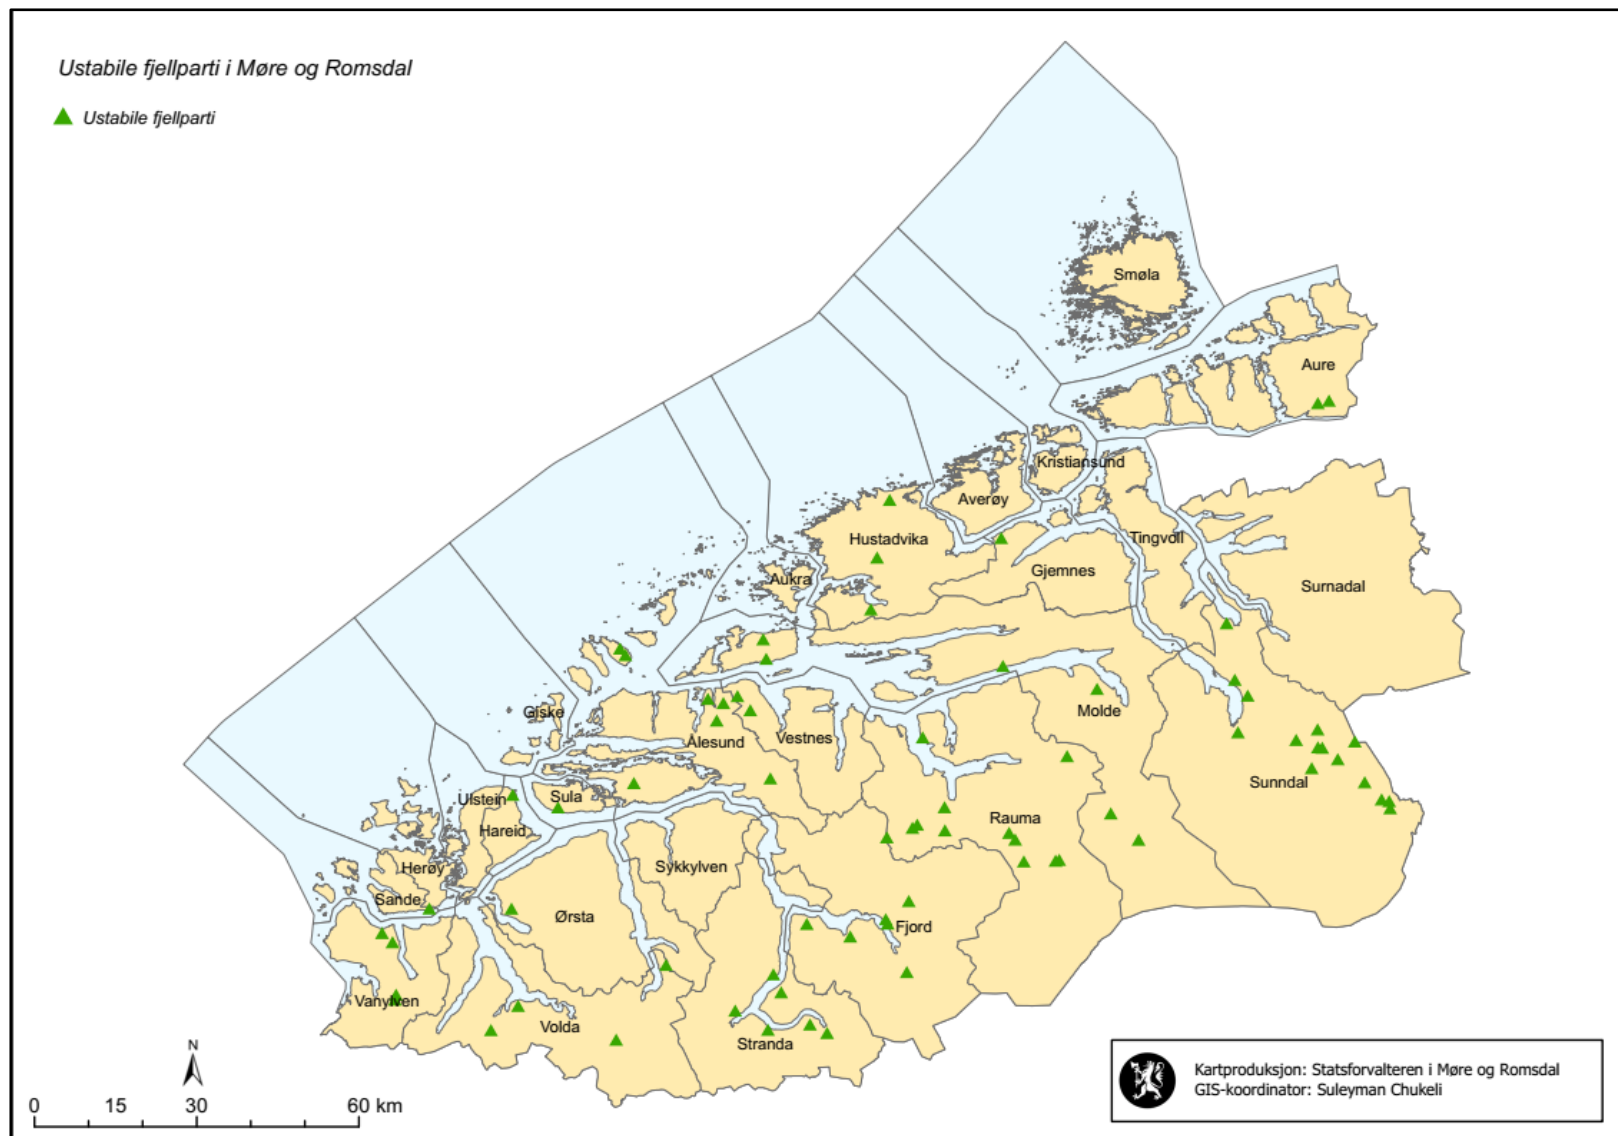 Ustabile fjellparti i Møre og Romsdal
Ustabile fjellparti
Smøla
Aure
Kristiansund
Averøy
Hustadvika
Tingvoll
Gjemnes
Aukra
Surnadal
Giske
Molde
Ålesund
Vestnes
Sunndal
Ulstein
Sula
Rauma
Hareid
Herøy
Sykkylven
Sande
Ørsta
Fjord
Vanylven
Volda
Stranda
N
0 15 30 60 km
Kartproduksjon: Statsforvalteren i Møre og Romsdal
GIS-koordinator: Suleyman Chukeli